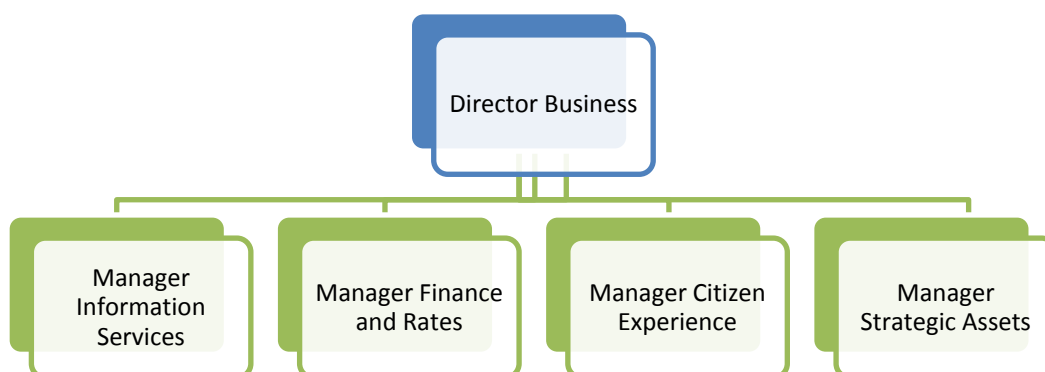 Director Business
Manager
Information
Services
Manager Finance
and Rates
Manager Citizen
Experience
Manager
Strategic Assets